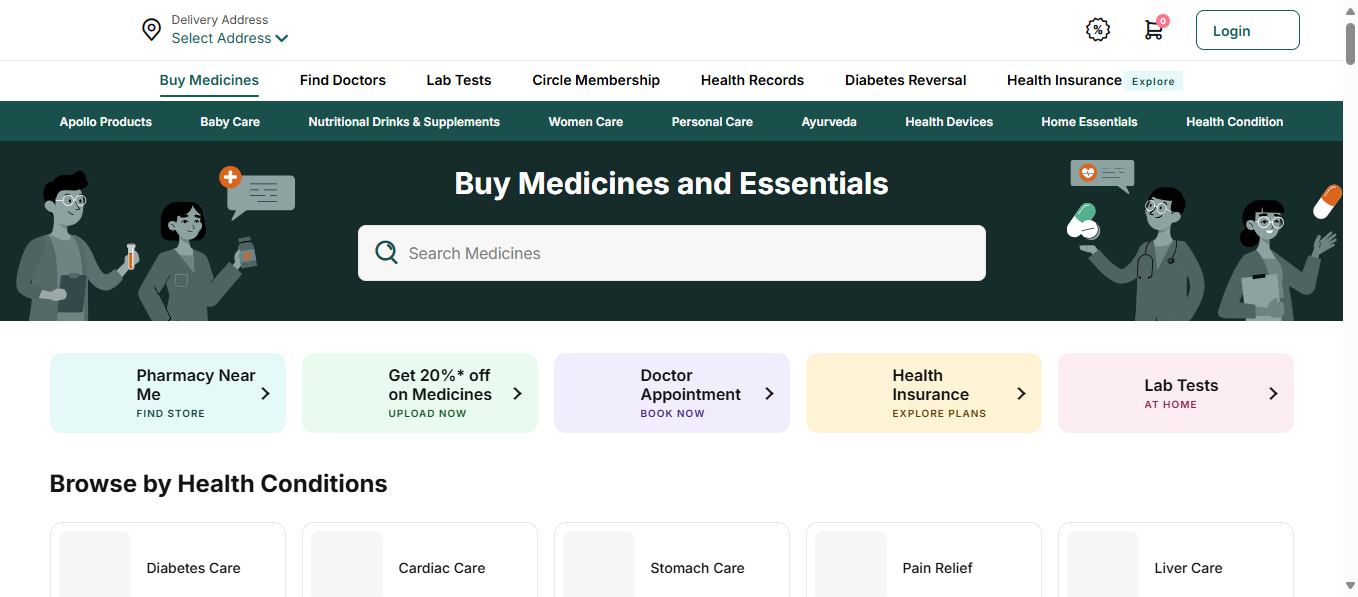 Delivery Address
Select Address
%
0
Login
Buy Medicines
Find Doctors
Lab Tests
Circle Membership
Health Records
Diabetes Reversal
Health Insurance
Explore
Apollo Products
Baby Care
Nutritional Drinks & Supplements
Women Care
Personal Care
Ayurveda
Health Devices
Home Essentials
Health Condition
Buy Medicines and Essentials
Search Medicines
Pharmacy Near
Me
FIND STORE
Get 20%* off
on Medicines
UPLOAD NOW
Doctor
Appointment
BOOK NOW
Health
Insurance
EXPLORE PLANS
Lab Tests
AT HOME
Browse by Health Conditions
Diabetes Care
Cardiac Care
Stomach Care
Pain Relief
Liver Care